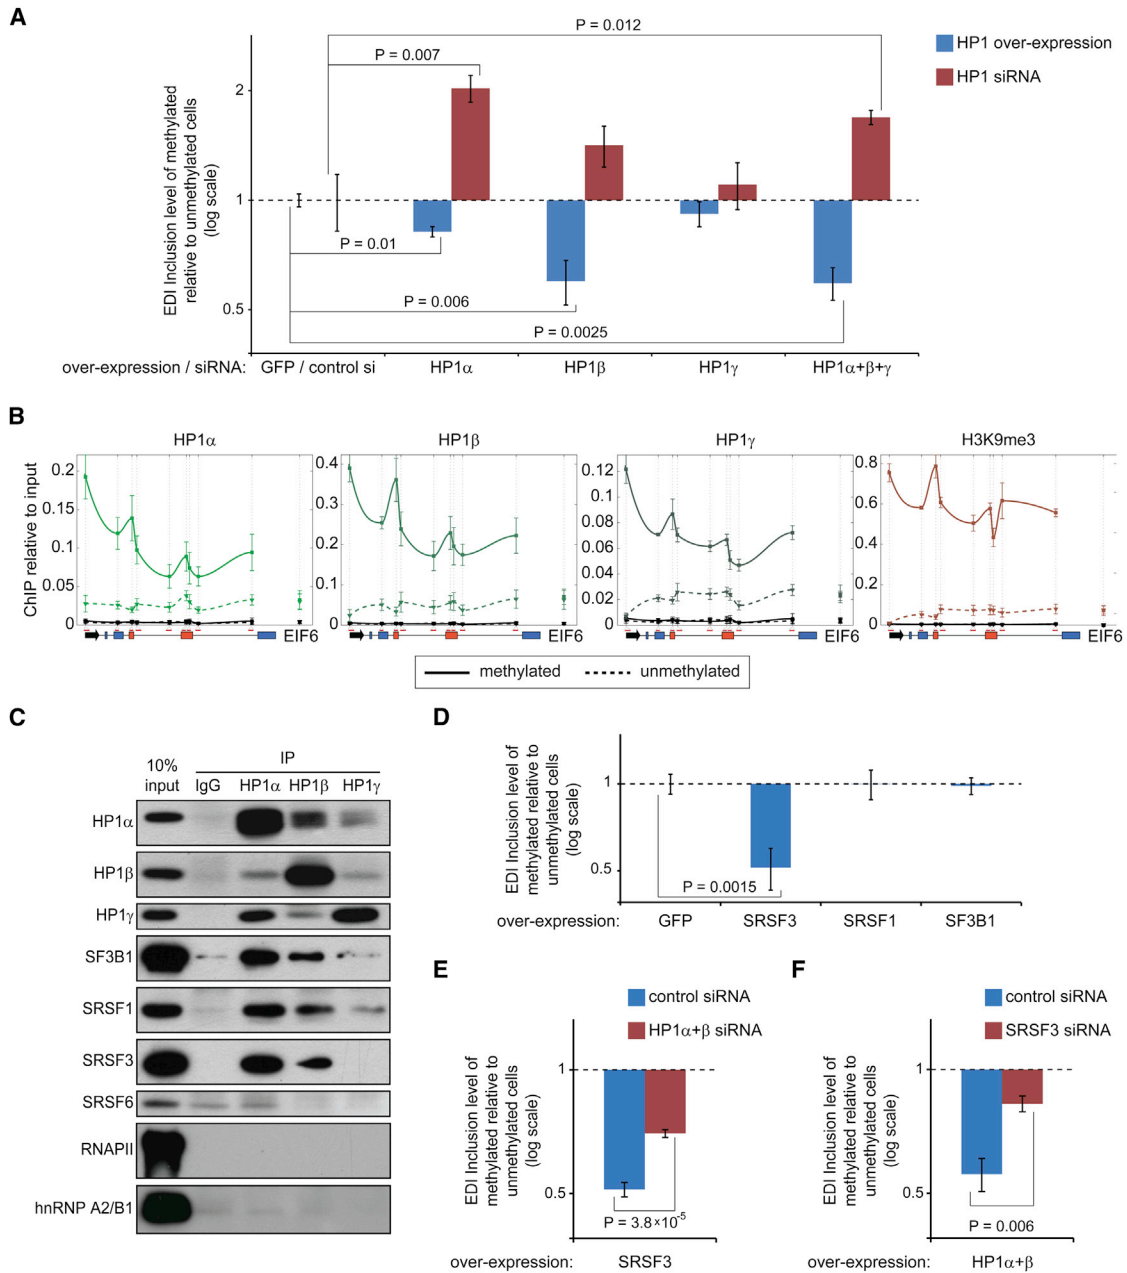 A
P = 0.012
P = 0.007
HP1 over-expression
HP1 siRNA
EDI Inclusion level of methylated
relative to unmethylated cells
(log scale)
2
1
0.5
P = 0.01
P = 0.006
P = 0.0025
over-expression / siRNA:
GFP / control si
HP1α
HP1β
HP1γ
HP1α+β+γ
B
HP1α
HP1β
HP1γ
H3K9me3
ChIP relative to input
0.2
0.15
0.1
0.05
0
0.4
0.3
0.2
0.1
0
0.12
0.1
0.08
0.06
0.04
0.02
0
0.8
0.6
0.4
0.2
0
EIF6
EIF6
EIF6
EIF6
methylated
unmethylated
C
IP
10%
input
IgG
HP1α
HP1β
HP1γ
HP1α
HP1β
HP1γ
SF3B1
SRSF1
SRSF3
SRSF6
RNAPII
hnRNP A2/B1
D
EDI Inclusion level of
methylated relative to
unmethylated cells
(log scale)
1
0.5
P = 0.0015
over-expression:
GFP
SRSF3
SRSF1
SF3B1
E
control siRNA
HP1α+β siRNA
EDI Inclusion level of
methylated relative to
unmethylated cells
(log scale)
1
0.5
P = 3.8×10-5
over-expression:
SRSF3
F
control siRNA
SRSF3 siRNA
EDI Inclusion level of
methylated relative to
unmethylated cells
(log scale)
1
0.5
P = 0.006
over-expression:
HP1α+β